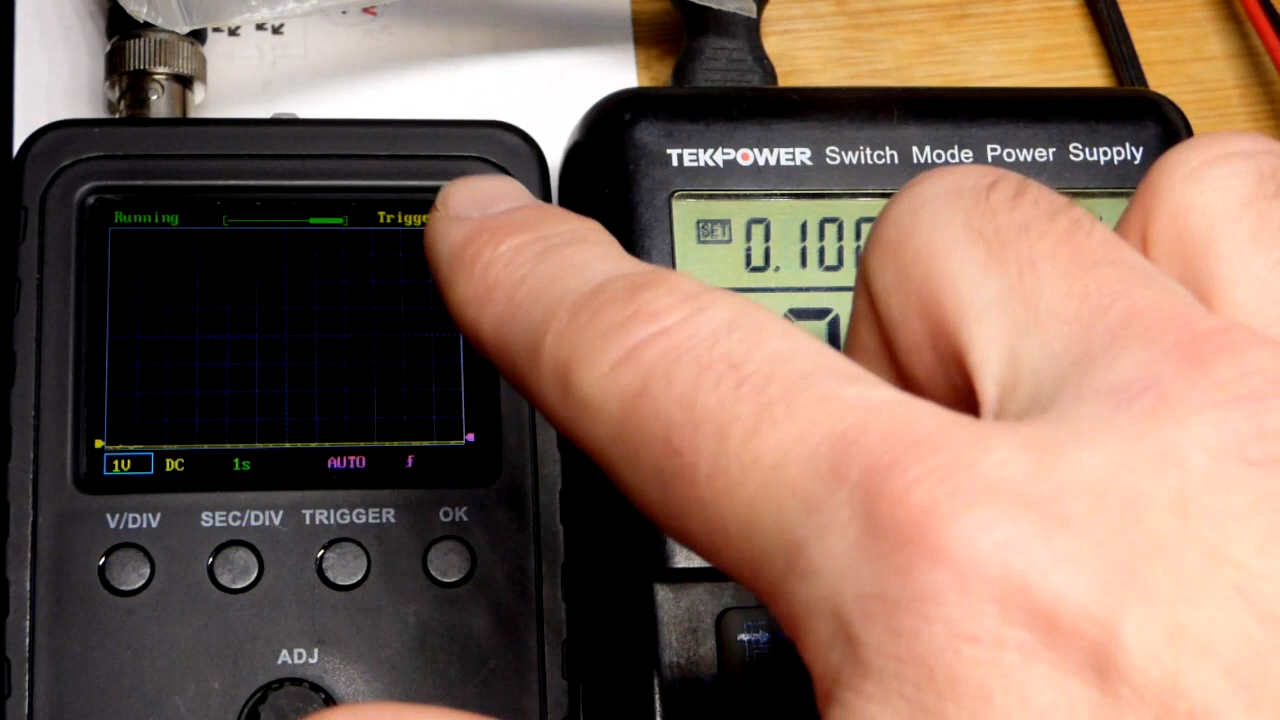 TEKPOWER Switch Mode Power Supply
Running
SET 0.100
1V DC 1s AUTO
V/DIV SEC/DIV TRIGGER OK
ADJ